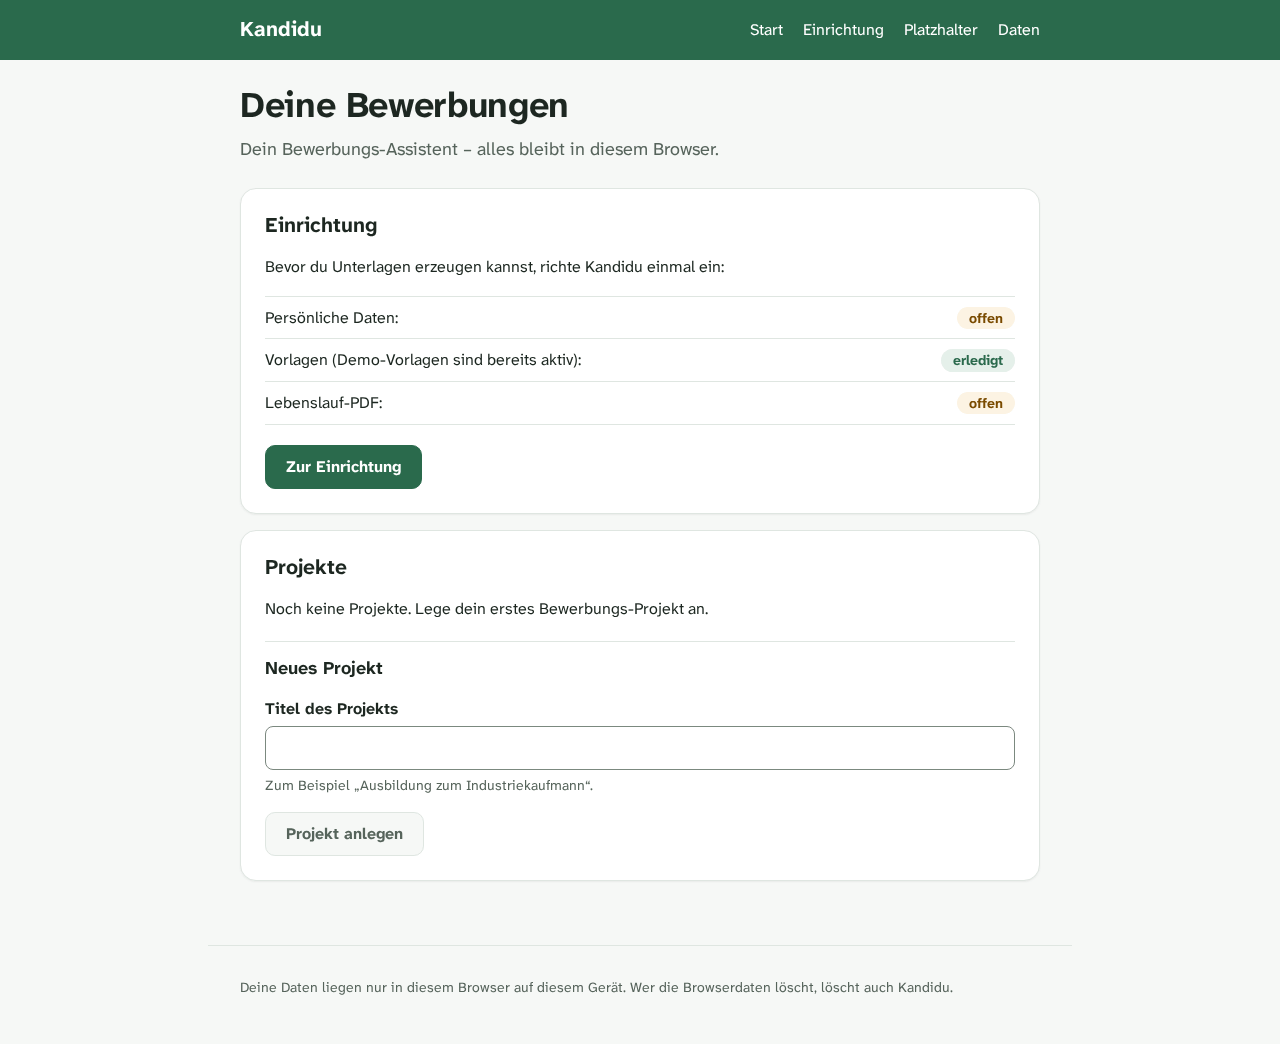 Kandidu
Start Einrichtung Platzhalter Daten
Deine Bewerbungen
Dein Bewerbungs-Assistent – alles bleibt in diesem Browser.
Einrichtung
Bevor du Unterlagen erzeugen kannst, richte Kandidu einmal ein:
Persönliche Daten: offen
Vorlagen (Demo-Vorlagen sind bereits aktiv): erledigt
Lebenslauf-PDF: offen
Zur Einrichtung
Projekte
Noch keine Projekte. Lege dein erstes Bewerbungs-Projekt an.
Neues Projekt
Titel des Projekts
Zum Beispiel „Ausbildung zum Industriekaufmann“.
Projekt anlegen
Deine Daten liegen nur in diesem Browser auf diesem Gerät. Wer die Browserdaten löscht, löscht auch Kandidu.